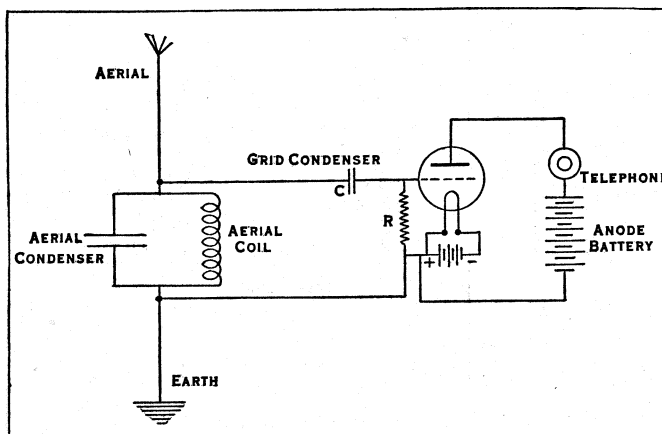 AERIAL
GRID CONDENSER
C
TELEPHONE
R
AERIAL
CONDENSER
AERIAL
COIL
ANODE
BATTERY
+ -
EARTH